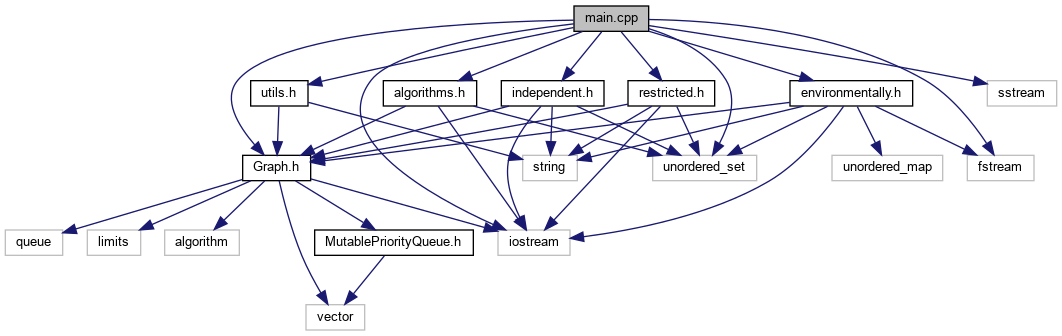 main.cpp
utils.h
algorithms.h
independent.h
restricted.h
environmentally.h
sstream
Graph.h
string
unordered_set
unordered_map
fstream
queue
limits
algorithm
MutablePriorityQueue.h
iostream
vector